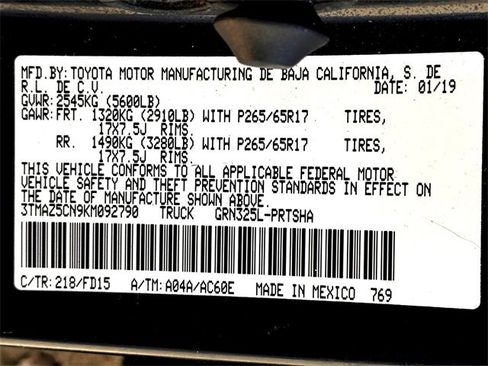 MFD.BY: TOYOTA MOTOR MANUFACTURING DE BAJA CALIFORNIA, S. DE
R.L. DE C.V. DATE: 01/19
GVWR: 2545KG (5600LB)
GAWR: FRT. 1320KG (2910LB) WITH P265/65R17 TIRES,
17X7.5J RIMS.
RR. 1490KG (3280LB) WITH P265/65R17 TIRES,
17X7.5J RIMS.
THIS VEHICLE CONFORMS TO ALL APPLICABLE FEDERAL MOTOR
VEHICLE SAFETY AND THEFT PREVENTION STANDARDS IN EFFECT ON
THE DATE OF MANUFACTURE SHOWN ABOVE.
3TMAZ5CN9KM092790 TRUCK GRN325L-PRTSHA
C/TR: 218/FD15 A/TM: A04A/AC60E MADE IN MEXICO 769